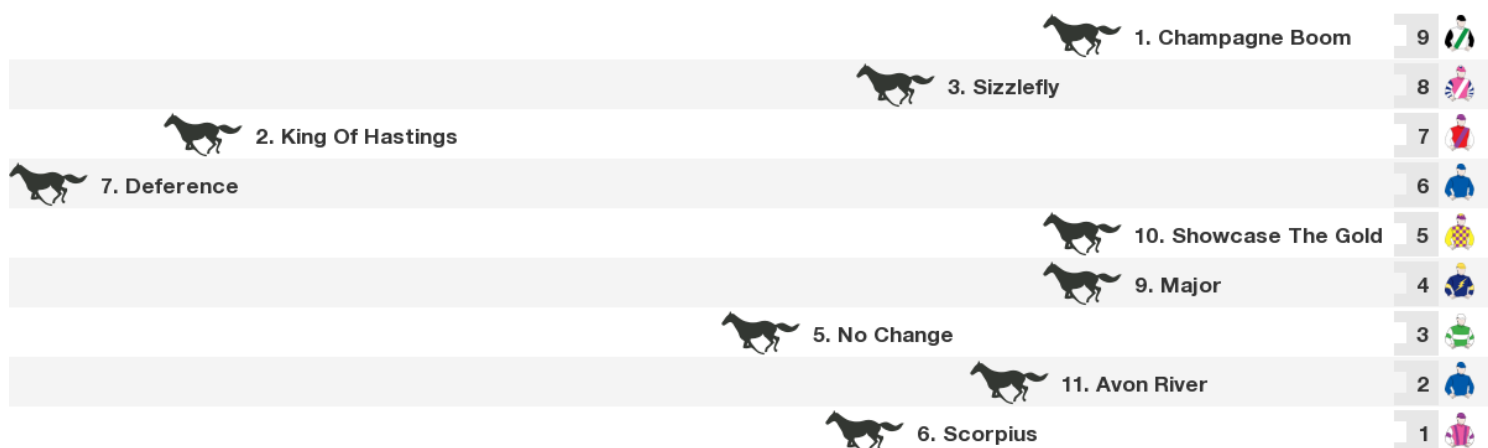 1. Champagne Boom 9
3. Sizzlefly 8
2. King Of Hastings 7
7. Deference 6
10. Showcase The Gold 5
9. Major 4
5. No Change 3
11. Avon River 2
6. Scorpius 1